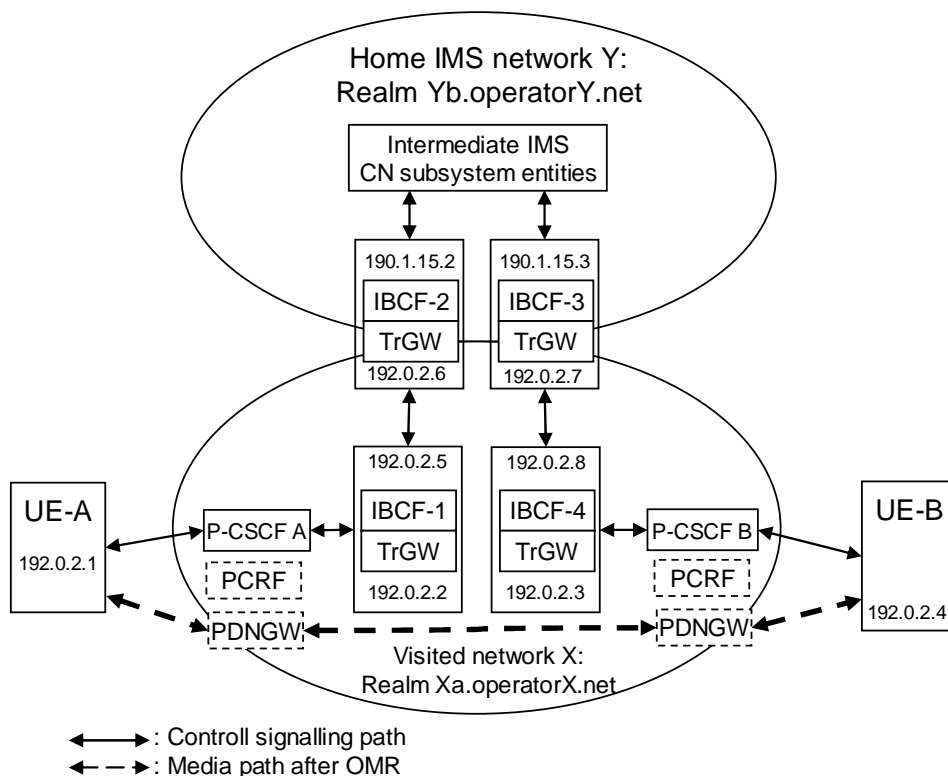 Home IMS network Y:
Realm Yb.operatorY.net
Intermediate IMS
CN subsystem entities
190.1.15.2
IBCF-2
TrGW
192.0.2.6
190.1.15.3
IBCF-3
TrGW
192.0.2.7
UE-A
192.0.2.1
P-CSCF A
PCRF
PDNGW
192.0.2.5
IBCF-1
TrGW
192.0.2.2
192.0.2.8
IBCF-4
TrGW
192.0.2.3
P-CSCF B
PCRF
PDNGW
UE-B
192.0.2.4
Visited network X:
Realm Xa.operatorX.net
: Controll signalling path
: Media path after OMR